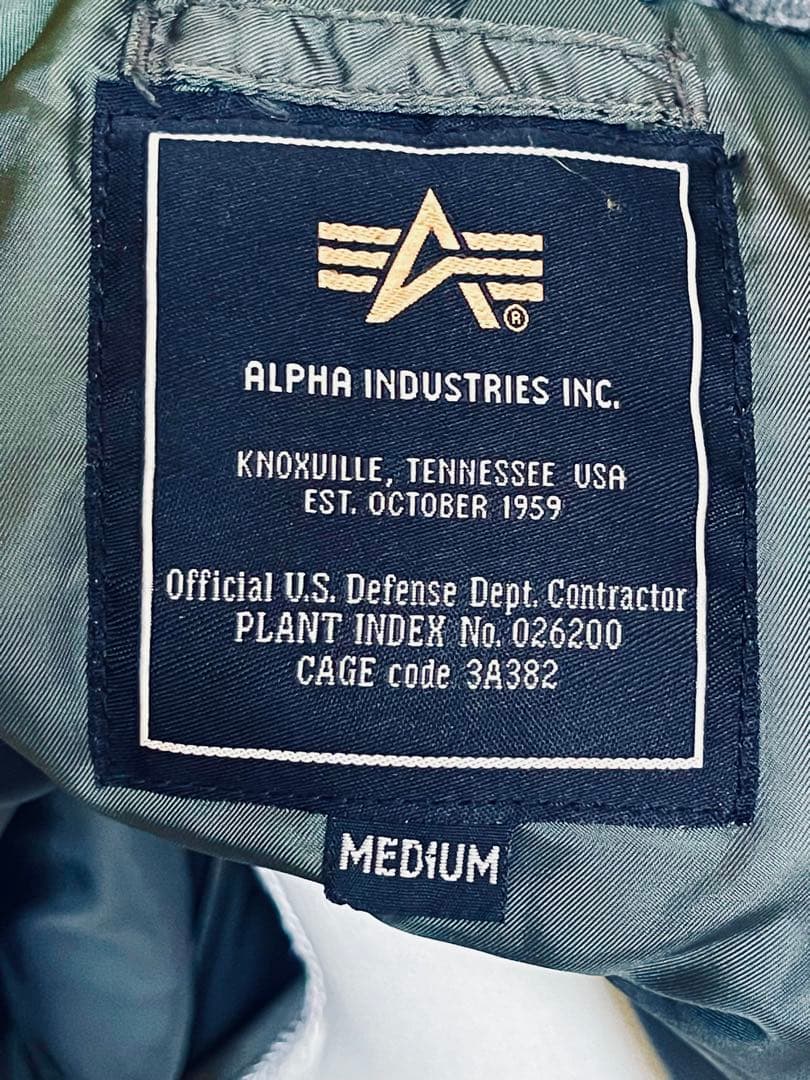 ®
ALPHA INDUSTRIES INC.
KNOXVILLE, TENNESSEE USA
EST. OCTOBER 1959
Official U.S. Defense Dept. Contractor
PLANT INDEX No. 026200
CAGE code 3A382
MEDIUM